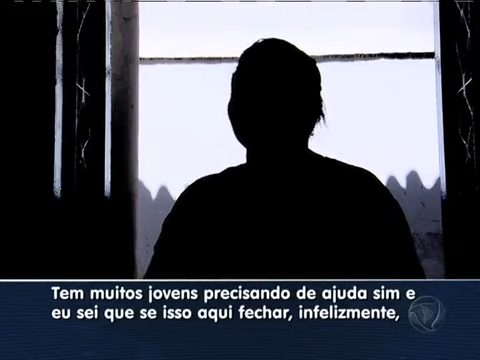 Tem muitos jovens precisando de ajuda sim e
eu sei que se isso aqui fechar, infelizmente,